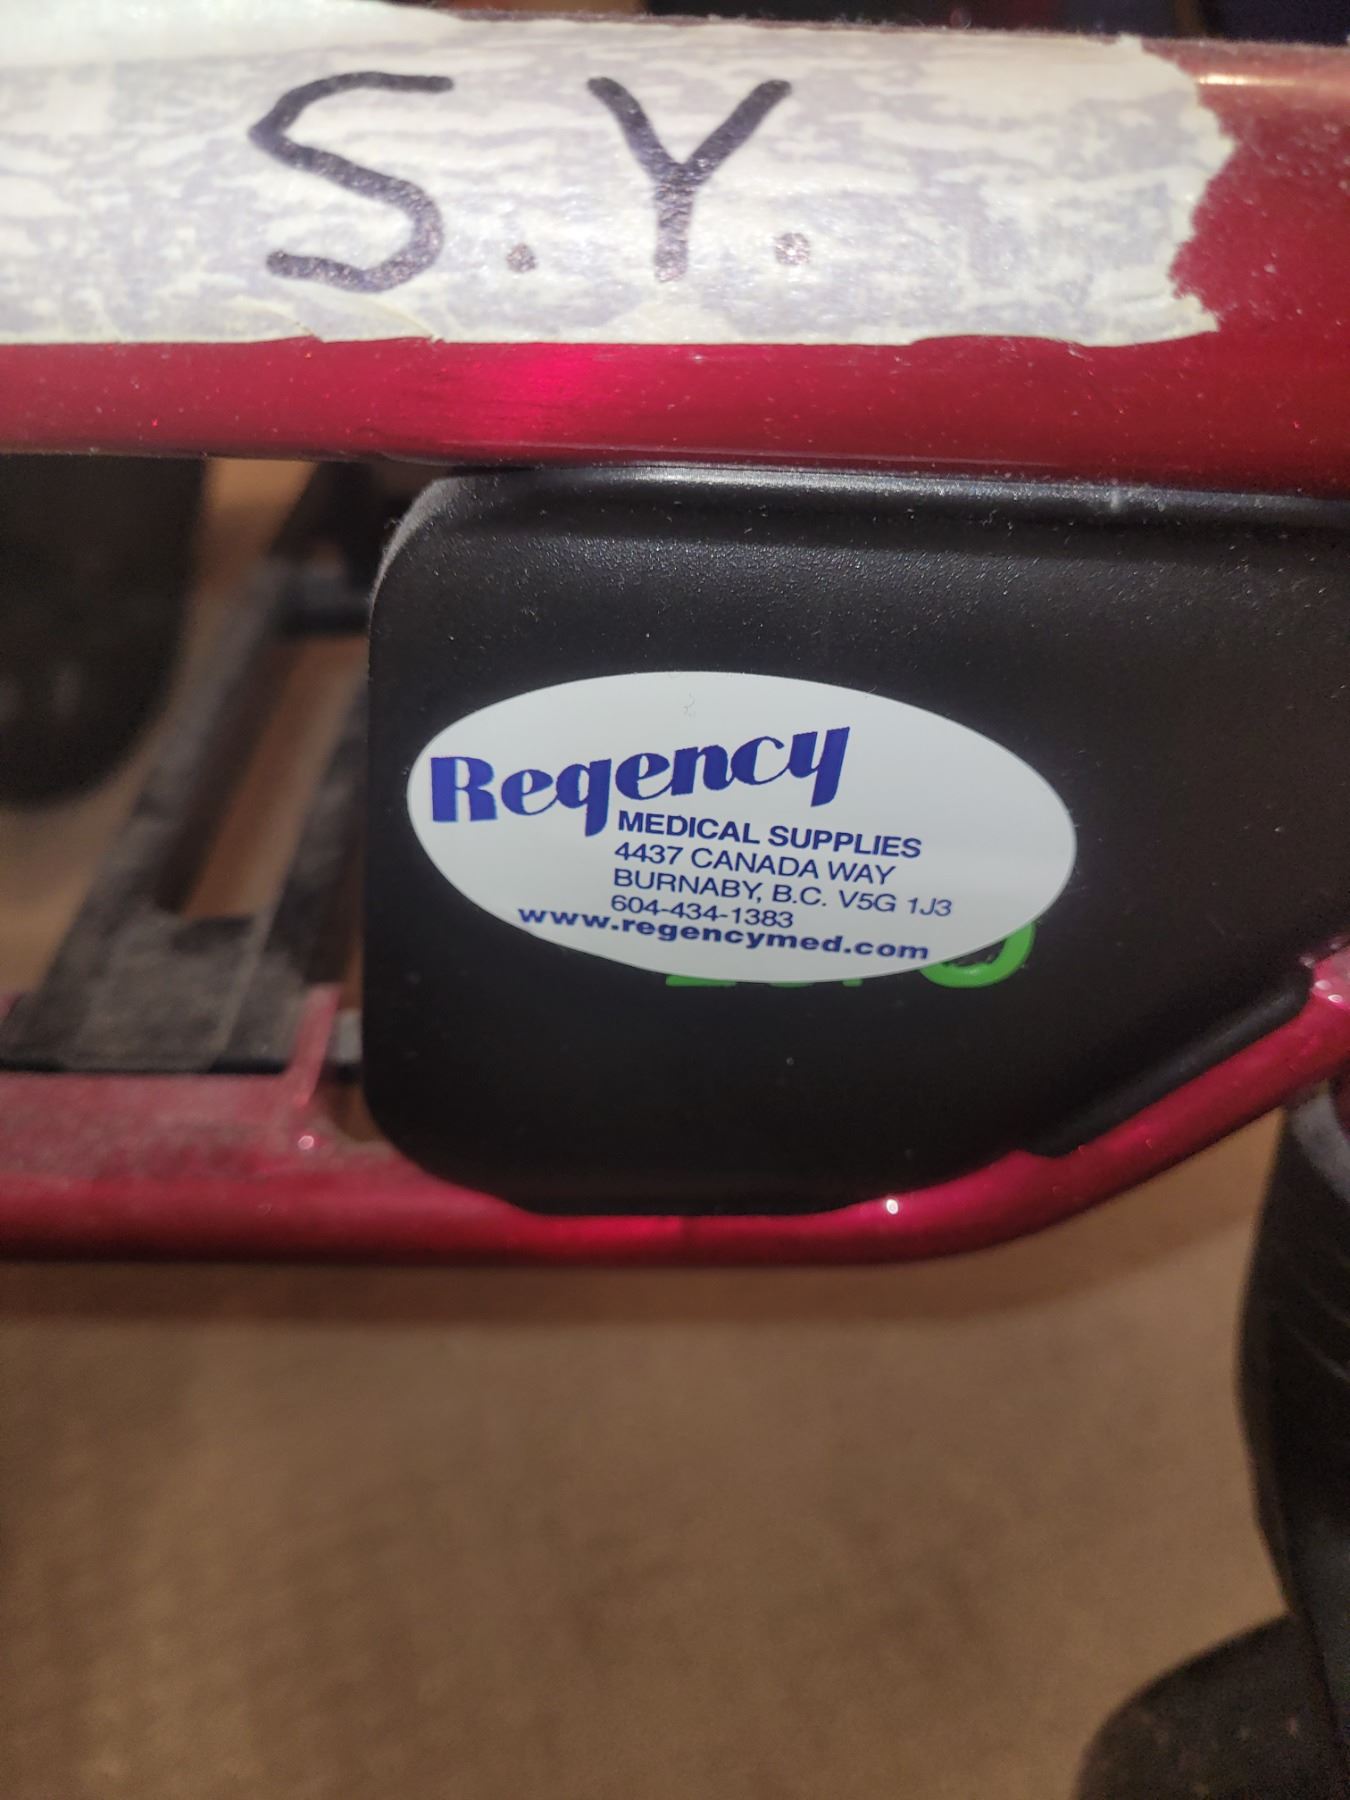 S.Y.
Regency
MEDICAL SUPPLIES
4437 CANADA WAY
BURNABY, B.C. V5G 1J3
604-434-1383
www.regencymed.com